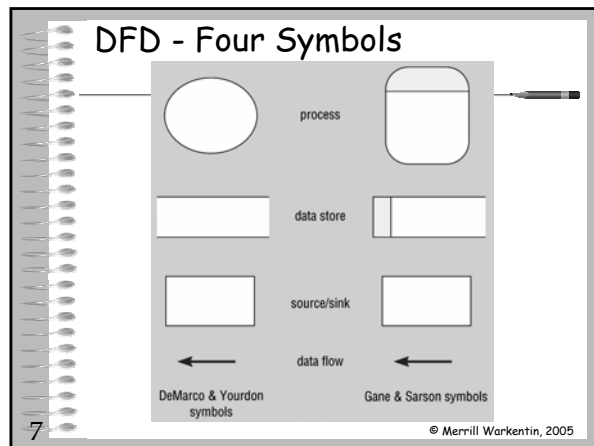 DFD - Four Symbols
process
data store
source/sink
data flow
DeMarco & Yourdon
symbols
Gane & Sarson symbols
7
© Merrill Warkentin, 2005